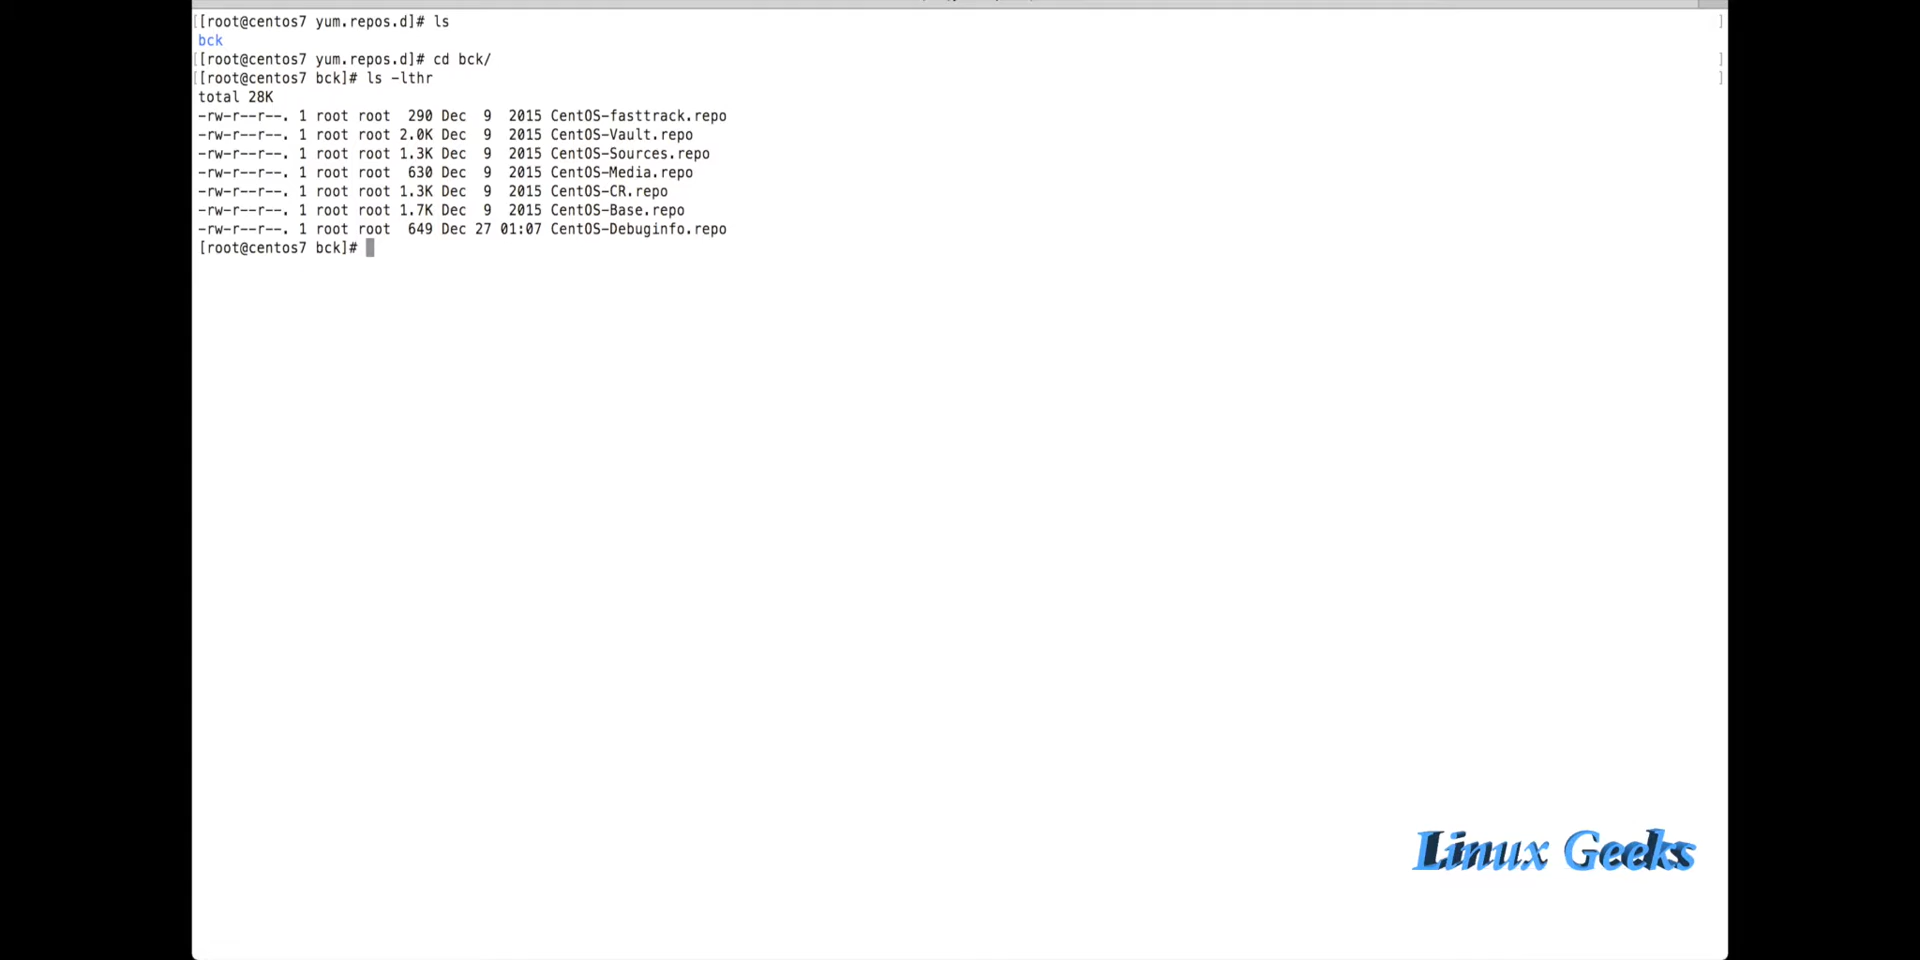 [[root@centos7 yum.repos.d]# ls ]
bck
[[root@centos7 yum.repos.d]# cd bck/ ]
[[root@centos7 bck]# ls -lthr ]
total 28K
-rw-r--r--. 1 root root  290 Dec  9  2015 CentOS-fasttrack.repo
-rw-r--r--. 1 root root 2.0K Dec  9  2015 CentOS-Vault.repo
-rw-r--r--. 1 root root 1.3K Dec  9  2015 CentOS-Sources.repo
-rw-r--r--. 1 root root  630 Dec  9  2015 CentOS-Media.repo
-rw-r--r--. 1 root root 1.3K Dec  9  2015 CentOS-CR.repo
-rw-r--r--. 1 root root 1.7K Dec  9  2015 CentOS-Base.repo
-rw-r--r--. 1 root root  649 Dec 27 01:07 CentOS-Debuginfo.repo
[root@centos7 bck]#
Linux Geeks